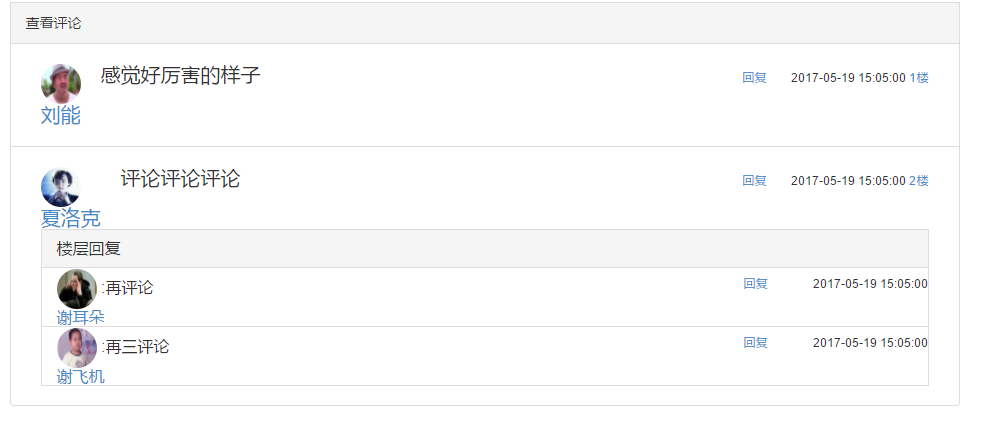 查看评论
感觉好厉害的样子 回复 2017-05-19 15:05:00 1楼
刘能
评论评论评论 回复 2017-05-19 15:05:00 2楼
夏洛克
楼层回复
:再评论 回复 2017-05-19 15:05:00
谢耳朵
:再三评论 回复 2017-05-19 15:05:00
谢飞机